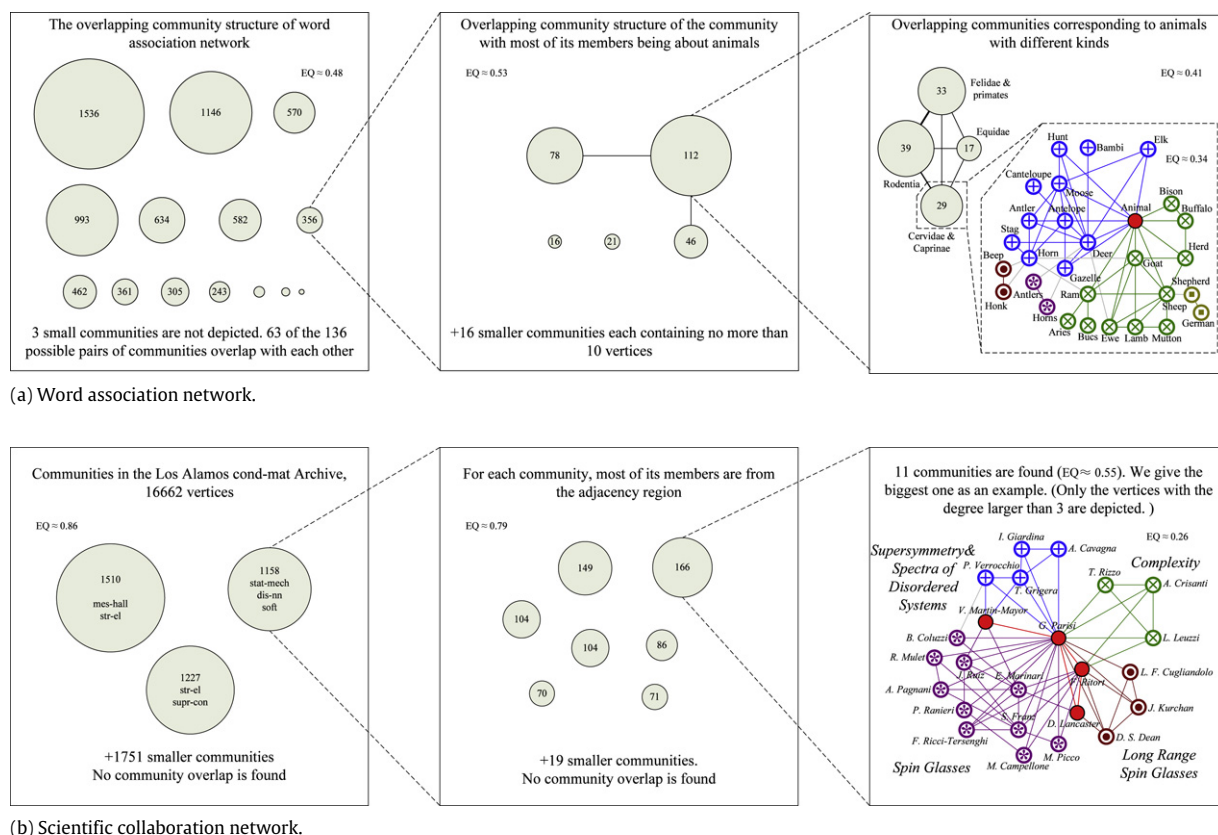 The overlapping community structure of word
association network
EQ ≈ 0.48
1536
1146
570
993
634
582
356
462
361
305
243
3 small communities are not depicted. 63 of the 136
possible pairs of communities overlap with each other
Overlapping community structure of the community
with most of its members being about animals
EQ ≈ 0.53
78
112
16
21
46
+16 smaller communities each containing no more than
10 vertices
Overlapping communities corresponding to animals
with different kinds
EQ ≈ 0.41
33
Felidae &
primates
39
Rodentia
Equidae
17
29
Cervidae &
Caprinae
EQ ≈ 0.34
Hunt
Bambi
Elk
Canteloupe
Moose
Bison
Antler
Antelope
Animal
Buffalo
Stag
Horn
Deer
Herd
Beep
Goat
Gazelle
Shepherd
Honk
Antlers
Ram
Sheep
Horns
German
Aries
Bucs
Ewe
Lamb
Mutton
(a) Word association network.
Communities in the Los Alamos cond-mat Archive,
16662 vertices
EQ ≈ 0.86
1510
mes-hall
str-el
1158
stat-mech
dis-nn
soft
1227
str-el
supr-con
+1751 smaller communities
No community overlap is found
For each community, most of its members are from
the adjacency region
EQ ≈ 0.79
149
166
104
104
86
70
71
+19 smaller communities.
No community overlap is found
11 communities are found (EQ≈ 0.55). We give the
biggest one as an example. (Only the vertices with the
degree larger than 3 are depicted. )
EQ ≈ 0.26
Supersymmetry&
Spectra of
Disordered
Systems
I. Giardina
A. Cavagna
Complexity
P. Verrocchio
T. Grigera
T. Rizzo
A. Crisanti
V. Martin-Mayor
G. Parisi
B. Coluzzi
L. Leuzzi
R. Mulet
J. Ruiz
E. Marinari
F. Ritort
L. F. Cugliandolo
A. Pagnani
J. Kurchan
P. Ranieri
S. Franz
D. Lancaster
F. Ricci-Tersenghi
D. S. Dean
M. Picco
M. Campellone
Spin Glasses
Long Range
Spin Glasses
(b) Scientific collaboration network.